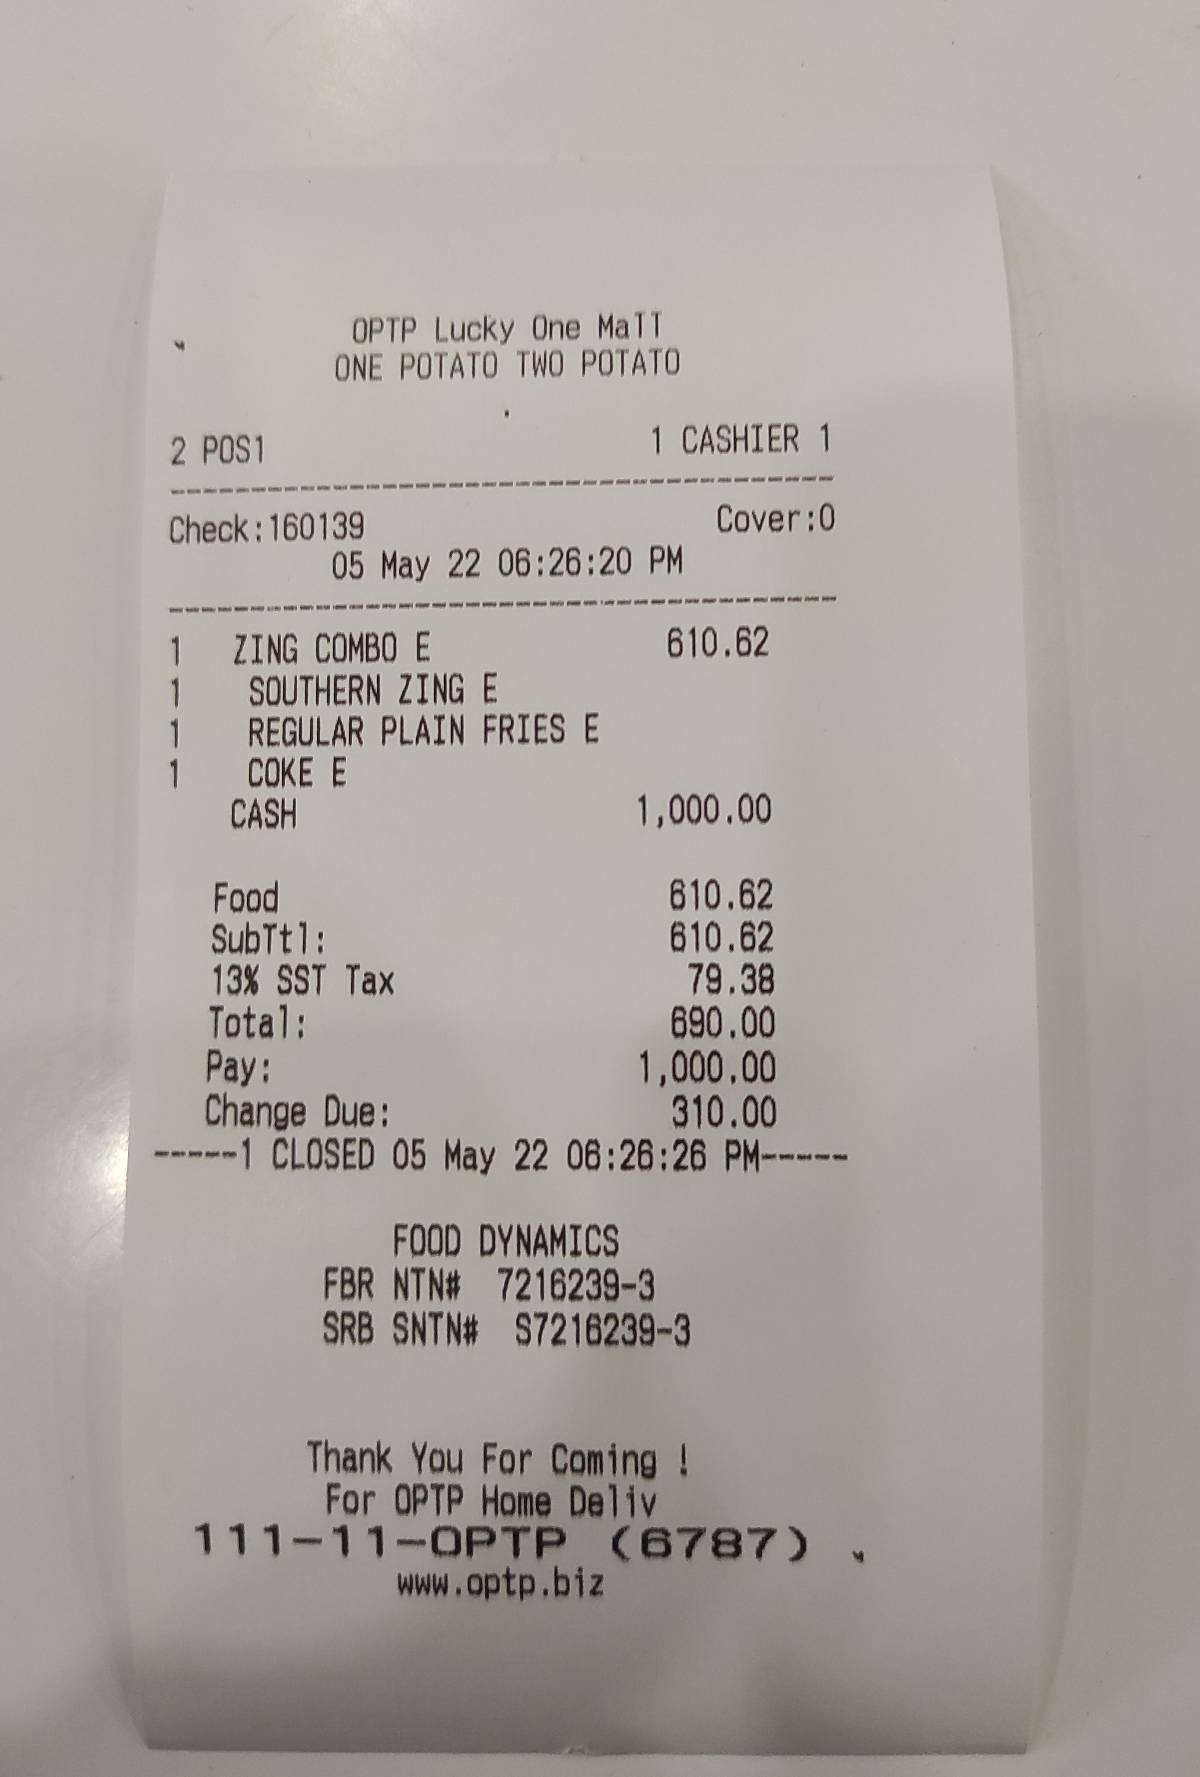 OPTP Lucky One Mall
ONE POTATO TWO POTATO
2 POS1 1 CASHIER 1
Check:160139 Cover:0
05 May 22 06:26:20 PM
1 ZING COMBO E 610.62
1 SOUTHERN ZING E
1 REGULAR PLAIN FRIES E
1 COKE E
CASH 1,000.00
Food 610.62
SubTtl: 610.62
13% SST Tax 79.38
Total: 690.00
Pay: 1,000.00
Change Due: 310.00
-----1 CLOSED 05 May 22 06:26:26 PM-----
FOOD DYNAMICS
FBR NTN# 7216239-3
SRB SNTN# S7216239-3
Thank You For Coming !
For OPTP Home Deliv
111-11-OPTP (6787)
www.optp.biz